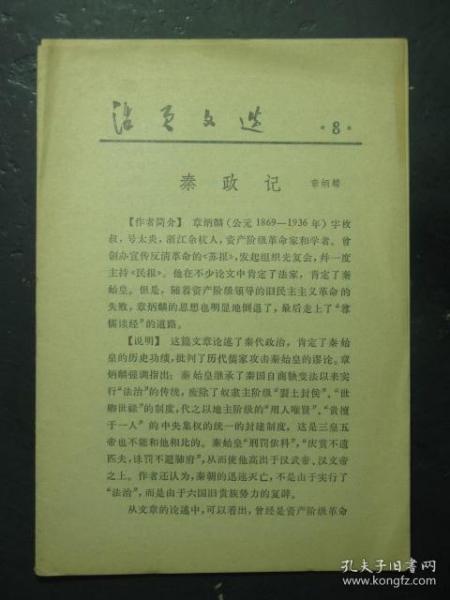 活页文选 ·8·
秦政记 章炳麟
【作者简介】 章炳麟（公元1869—1936年）字枚
叔，号太炎，浙江余杭人，资产阶级革命家和学者。曾
创办宣传反清革命的《苏报》，发起组织光复会，并一度
主持《民报》。他在不少论文中肯定了法家，肯定了秦
始皇。但是，随着资产阶级领导的旧民主主义革命的
失败，章炳麟的思想也明显地倒退了，最后走上了“尊
儒读经”的道路。
【说明】 这篇文章论述了秦代政治，肯定了秦始
皇的历史功绩，批判了历代儒家攻击秦始皇的谬论。章
炳麟强调指出：秦始皇继承了秦国自商鞅变法以来实
行“法治”的传统，废除了奴隶主阶级“裂土封侯”、“世
卿世禄”的制度，代之以地主阶级的“用人唯贤”、“贵擅
于一人”的中央集权的统一的封建制度，这是三皇五
帝也不能和他相比的。秦始皇“刑罚依科”，“庆赏不遗
匹夫，诛罚不避肺府”，从而使他高出于汉武帝、汉文帝
之上。作者还认为，秦朝的迅速灭亡，不是由于实行了
“法治”，而是由于六国旧贵族势力的复辟。
从文章的论述中，可以看出，曾经是资产阶级革命
孔夫子旧书网
www.kongfz.com